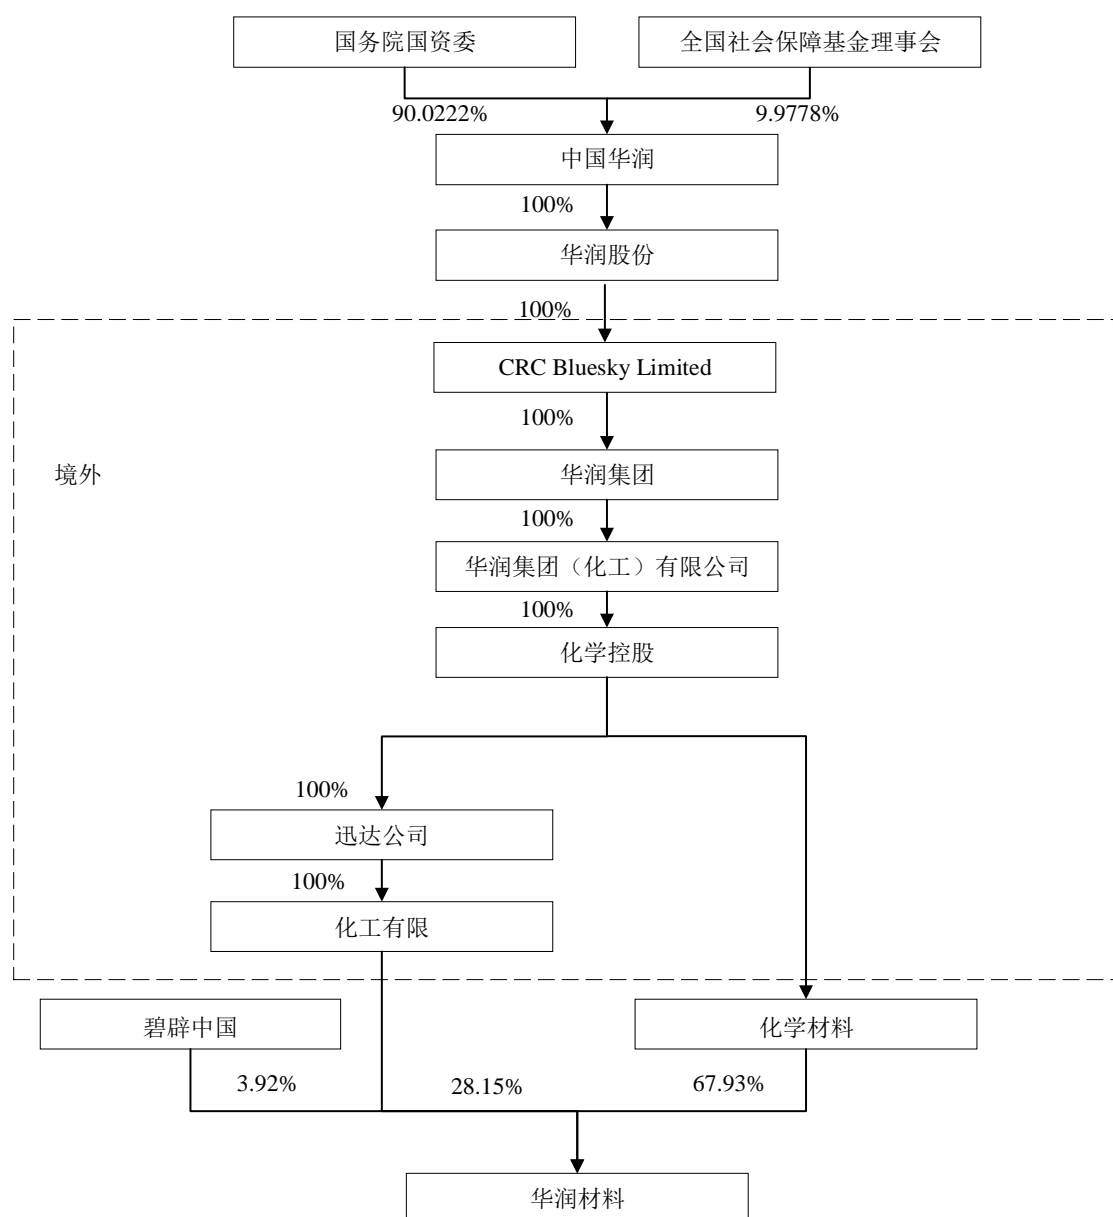 国务院国资委
全国社会保障基金理事会
90.0222%
9.9778%
中国华润
100%
华润股份
100%
CRC Bluesky Limited
100%
境外
华润集团
100%
华润集团（化工）有限公司
100%
化学控股
100%
迅达公司
100%
化工有限
碧辟中国
化学材料
3.92%
28.15%
67.93%
华润材料